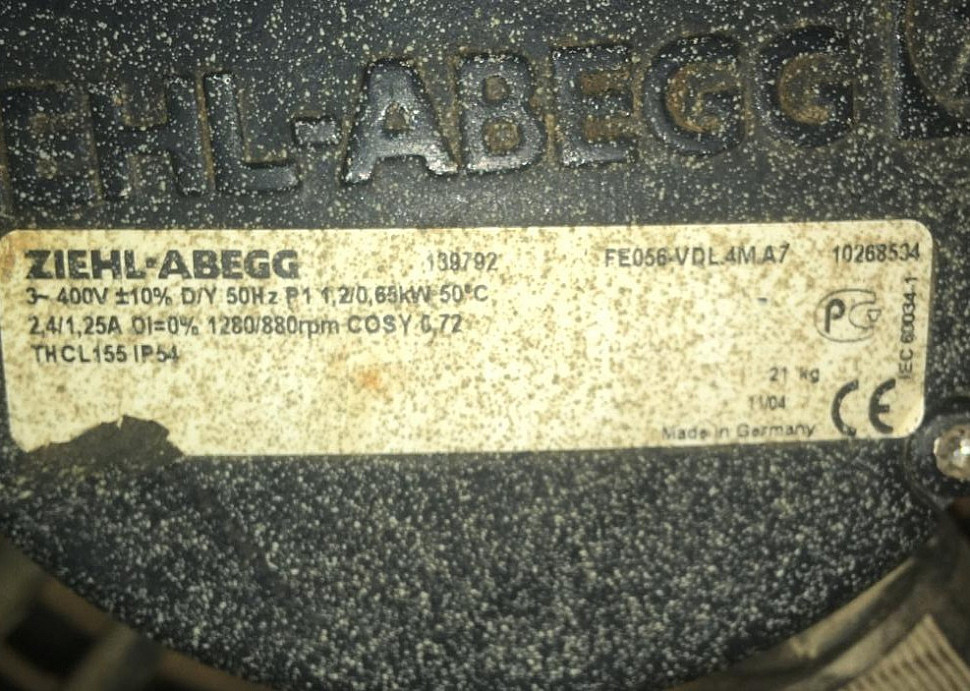 EHL-ABEGG
ZIEHL-ABEGG 139792 FE056-VDL.4M.A7 10268534
3~ 400V ±10% D/Y 50Hz P1 1,2/0,65kW 50°C
2,4/1,25A DI=0% 1280/880rpm COSY 0,72
THCL155 IP54
PC
IEC 60034-1
21 kg
11/04
CE
Made in Germany